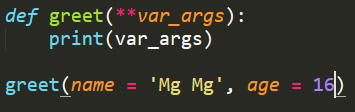 def greet(**var_args):
    print(var_args)
greet(name = 'Mg Mg', age = 16)